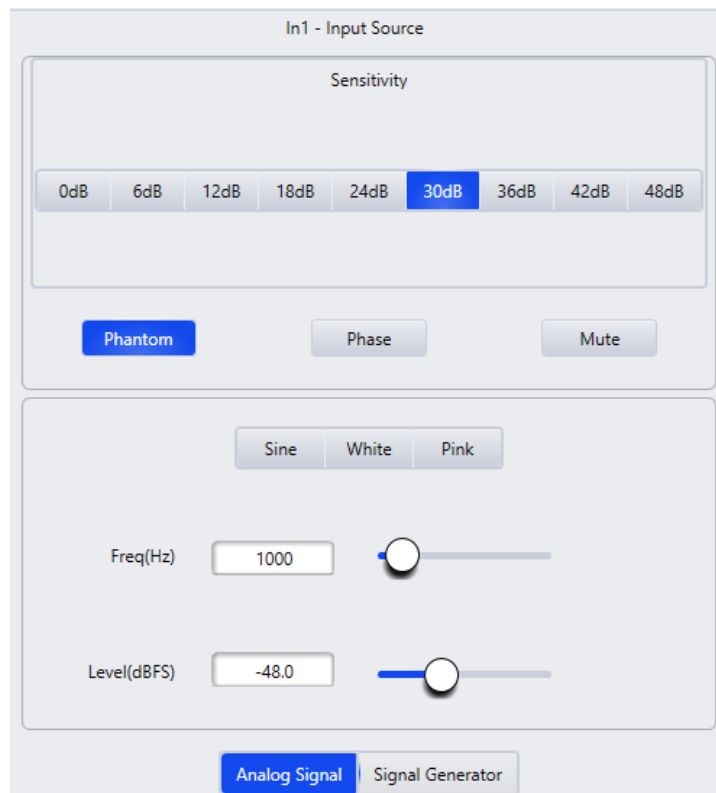 In1 - Input Source
Sensitivity
0dB 6dB 12dB 18dB 24dB 30dB 36dB 42dB 48dB
Phantom Phase Mute
Sine White Pink
Freq(Hz) 1000
Level(dBFS) -48.0
Analog Signal Signal Generator